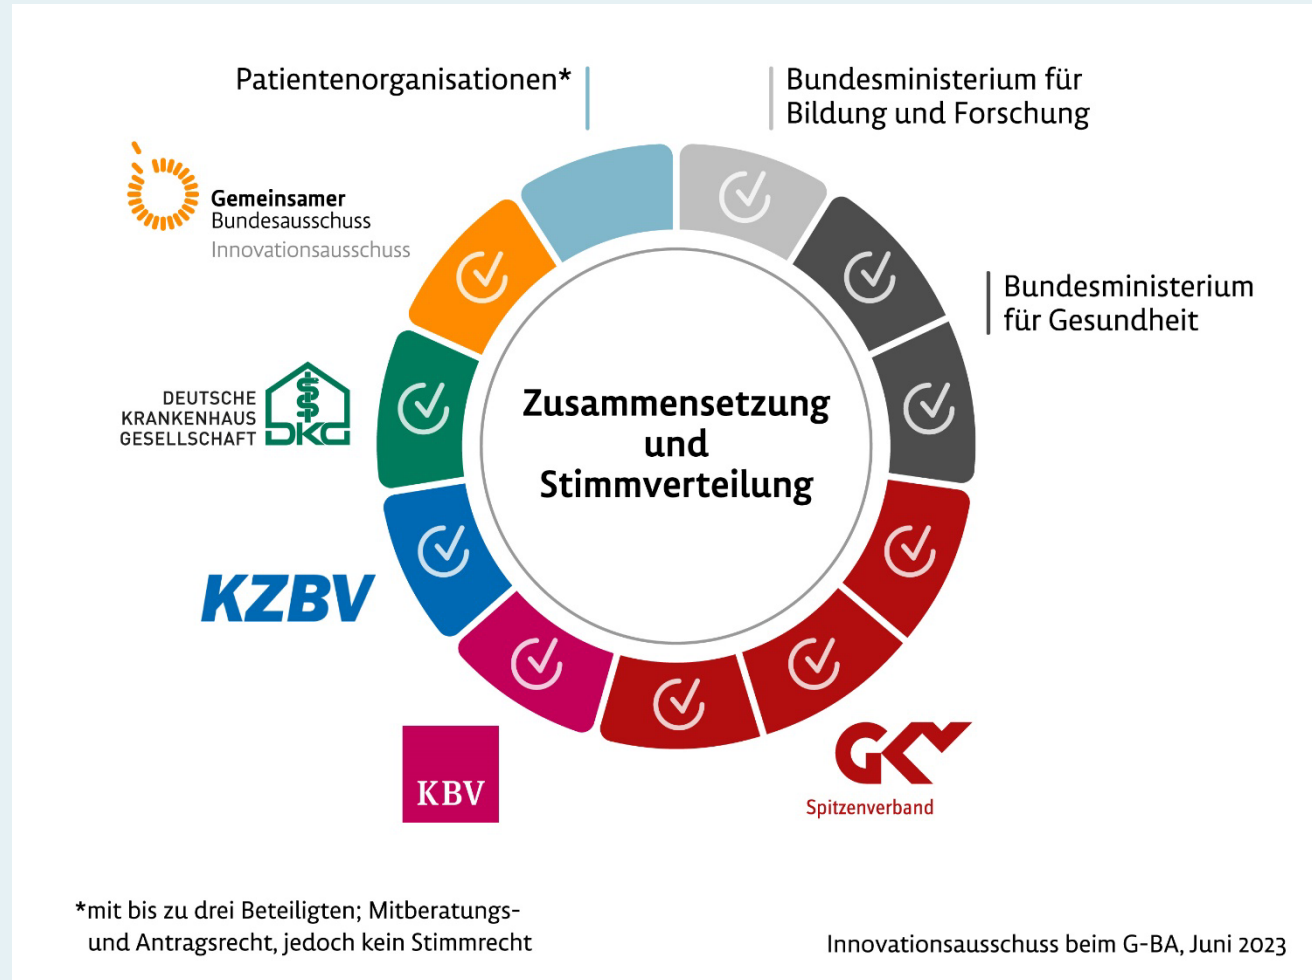 Patientenorganisationen*
Bundesministerium für
Bildung und Forschung
Gemeinsamer
Bundesausschuss
Innovationsausschuss
Bundesministerium
für Gesundheit
DEUTSCHE
KRANKENHAUS
GESELLSCHAFT
DKG
Zusammensetzung
und
Stimmverteilung
KZBV
KBV
GKV
Spitzenverband
*mit bis zu drei Beteiligten; Mitberatungs-
und Antragsrecht, jedoch kein Stimmrecht
Innovationsausschuss beim G-BA, Juni 2023